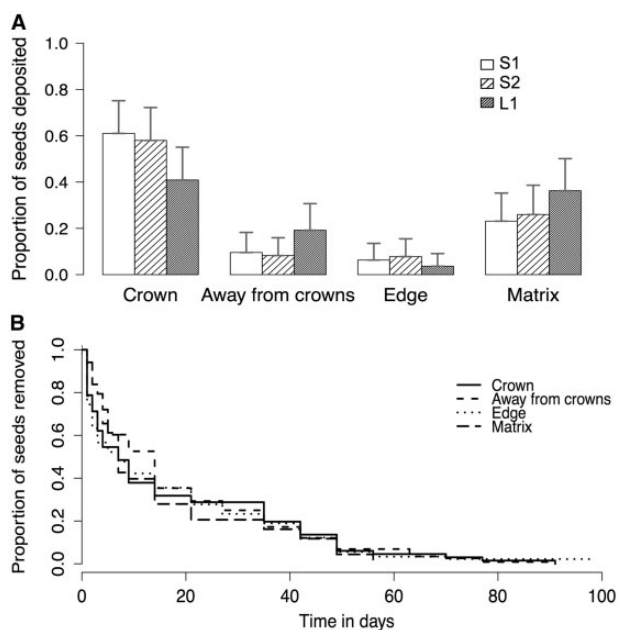 A
Proportion of seeds deposited
1.0
0.8
0.6
0.4
0.2
0.0
S1
S2
L1
Crown Away from crowns Edge Matrix
B
Proportion of seeds removed
1.0
0.8
0.6
0.4
0.2
0.0
Crown
Away from crowns
Edge
Matrix
0 20 40 60 80 100
Time in days